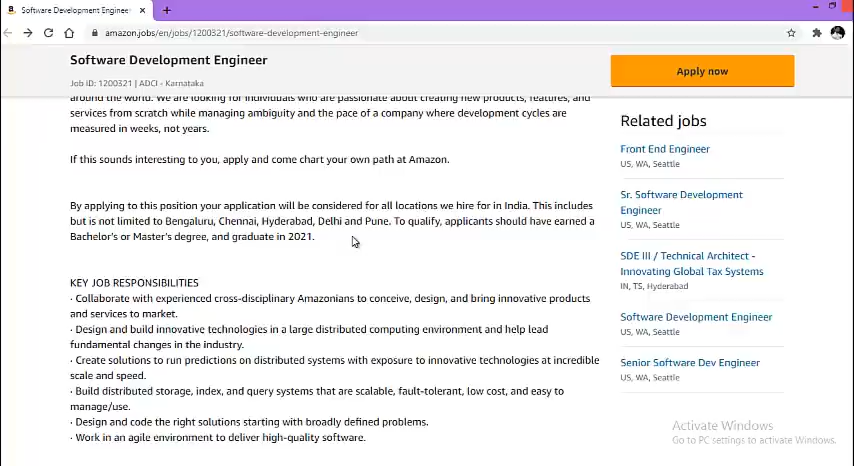 Software Development Engineer
amazon.jobs/en/jobs/1200321/software-development-engineer
Software Development Engineer
Job ID: 1200321 | ADCI - Karnataka
Apply now
around the world. We are looking for individuals who are passionate about creating new products, features, and
services from scratch while managing ambiguity and the pace of a company where development cycles are
measured in weeks, not years.
If this sounds interesting to you, apply and come chart your own path at Amazon.
By applying to this position your application will be considered for all locations we hire for in India. This includes
but is not limited to Bengaluru, Chennai, Hyderabad, Delhi and Pune. To qualify, applicants should have earned a
Bachelor's or Master's degree, and graduate in 2021.
KEY JOB RESPONSIBILITIES
· Collaborate with experienced cross-disciplinary Amazonians to conceive, design, and bring innovative products
and services to market.
· Design and build innovative technologies in a large distributed computing environment and help lead
fundamental changes in the industry.
· Create solutions to run predictions on distributed systems with exposure to innovative technologies at incredible
scale and speed.
· Build distributed storage, index, and query systems that are scalable, fault-tolerant, low cost, and easy to
manage/use.
· Design and code the right solutions starting with broadly defined problems.
· Work in an agile environment to deliver high-quality software.
Related jobs
Front End Engineer
US, WA, Seattle
Sr. Software Development
Engineer
US, WA, Seattle
SDE III / Technical Architect -
Innovating Global Tax Systems
IN, TS, Hyderabad
Software Development Engineer
US, WA, Seattle
Senior Software Dev Engineer
US, WA, Seattle
Activate Windows
Go to PC settings to activate Windows.